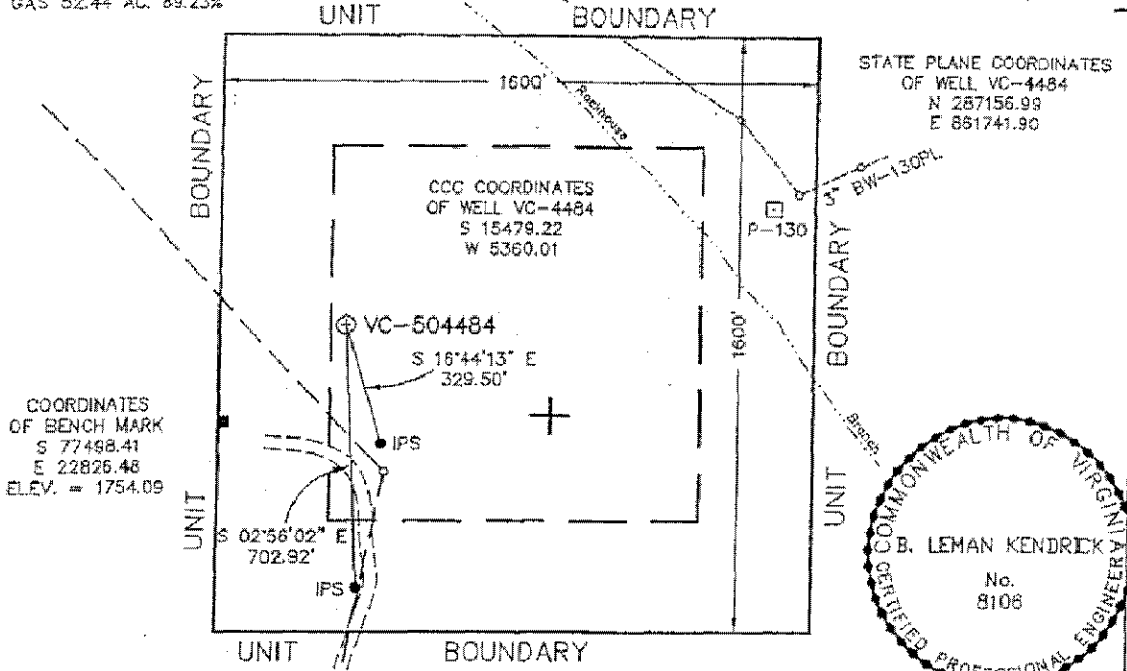 GAS 52.44 AC. 89.23%
UNIT BOUNDARY
STATE PLANE COORDINATES
OF WELL VC-4484
N 287156.99
E 861741.90
1600'
Rockhouse
BOUNDARY
CCC COORDINATES
OF WELL VC-4484
S 15479.22
W 5360.01
3" BW-130PL
P-130
BOUNDARY
VC-504484
1600'
S 16°44'13" E
329.50'
COORDINATES
OF BENCH MARK
S 77498.41
E 22826.48
ELEV. = 1754.09
IPS
Branch
UNIT
UNIT
S 02°56'02" E
702.92'
IPS
COMMONWEALTH OF VIRGINIA
B. LEMAN KENDRICK
No.
8106
CERTIFIED PROFESSIONAL ENGINEER
UNIT BOUNDARY